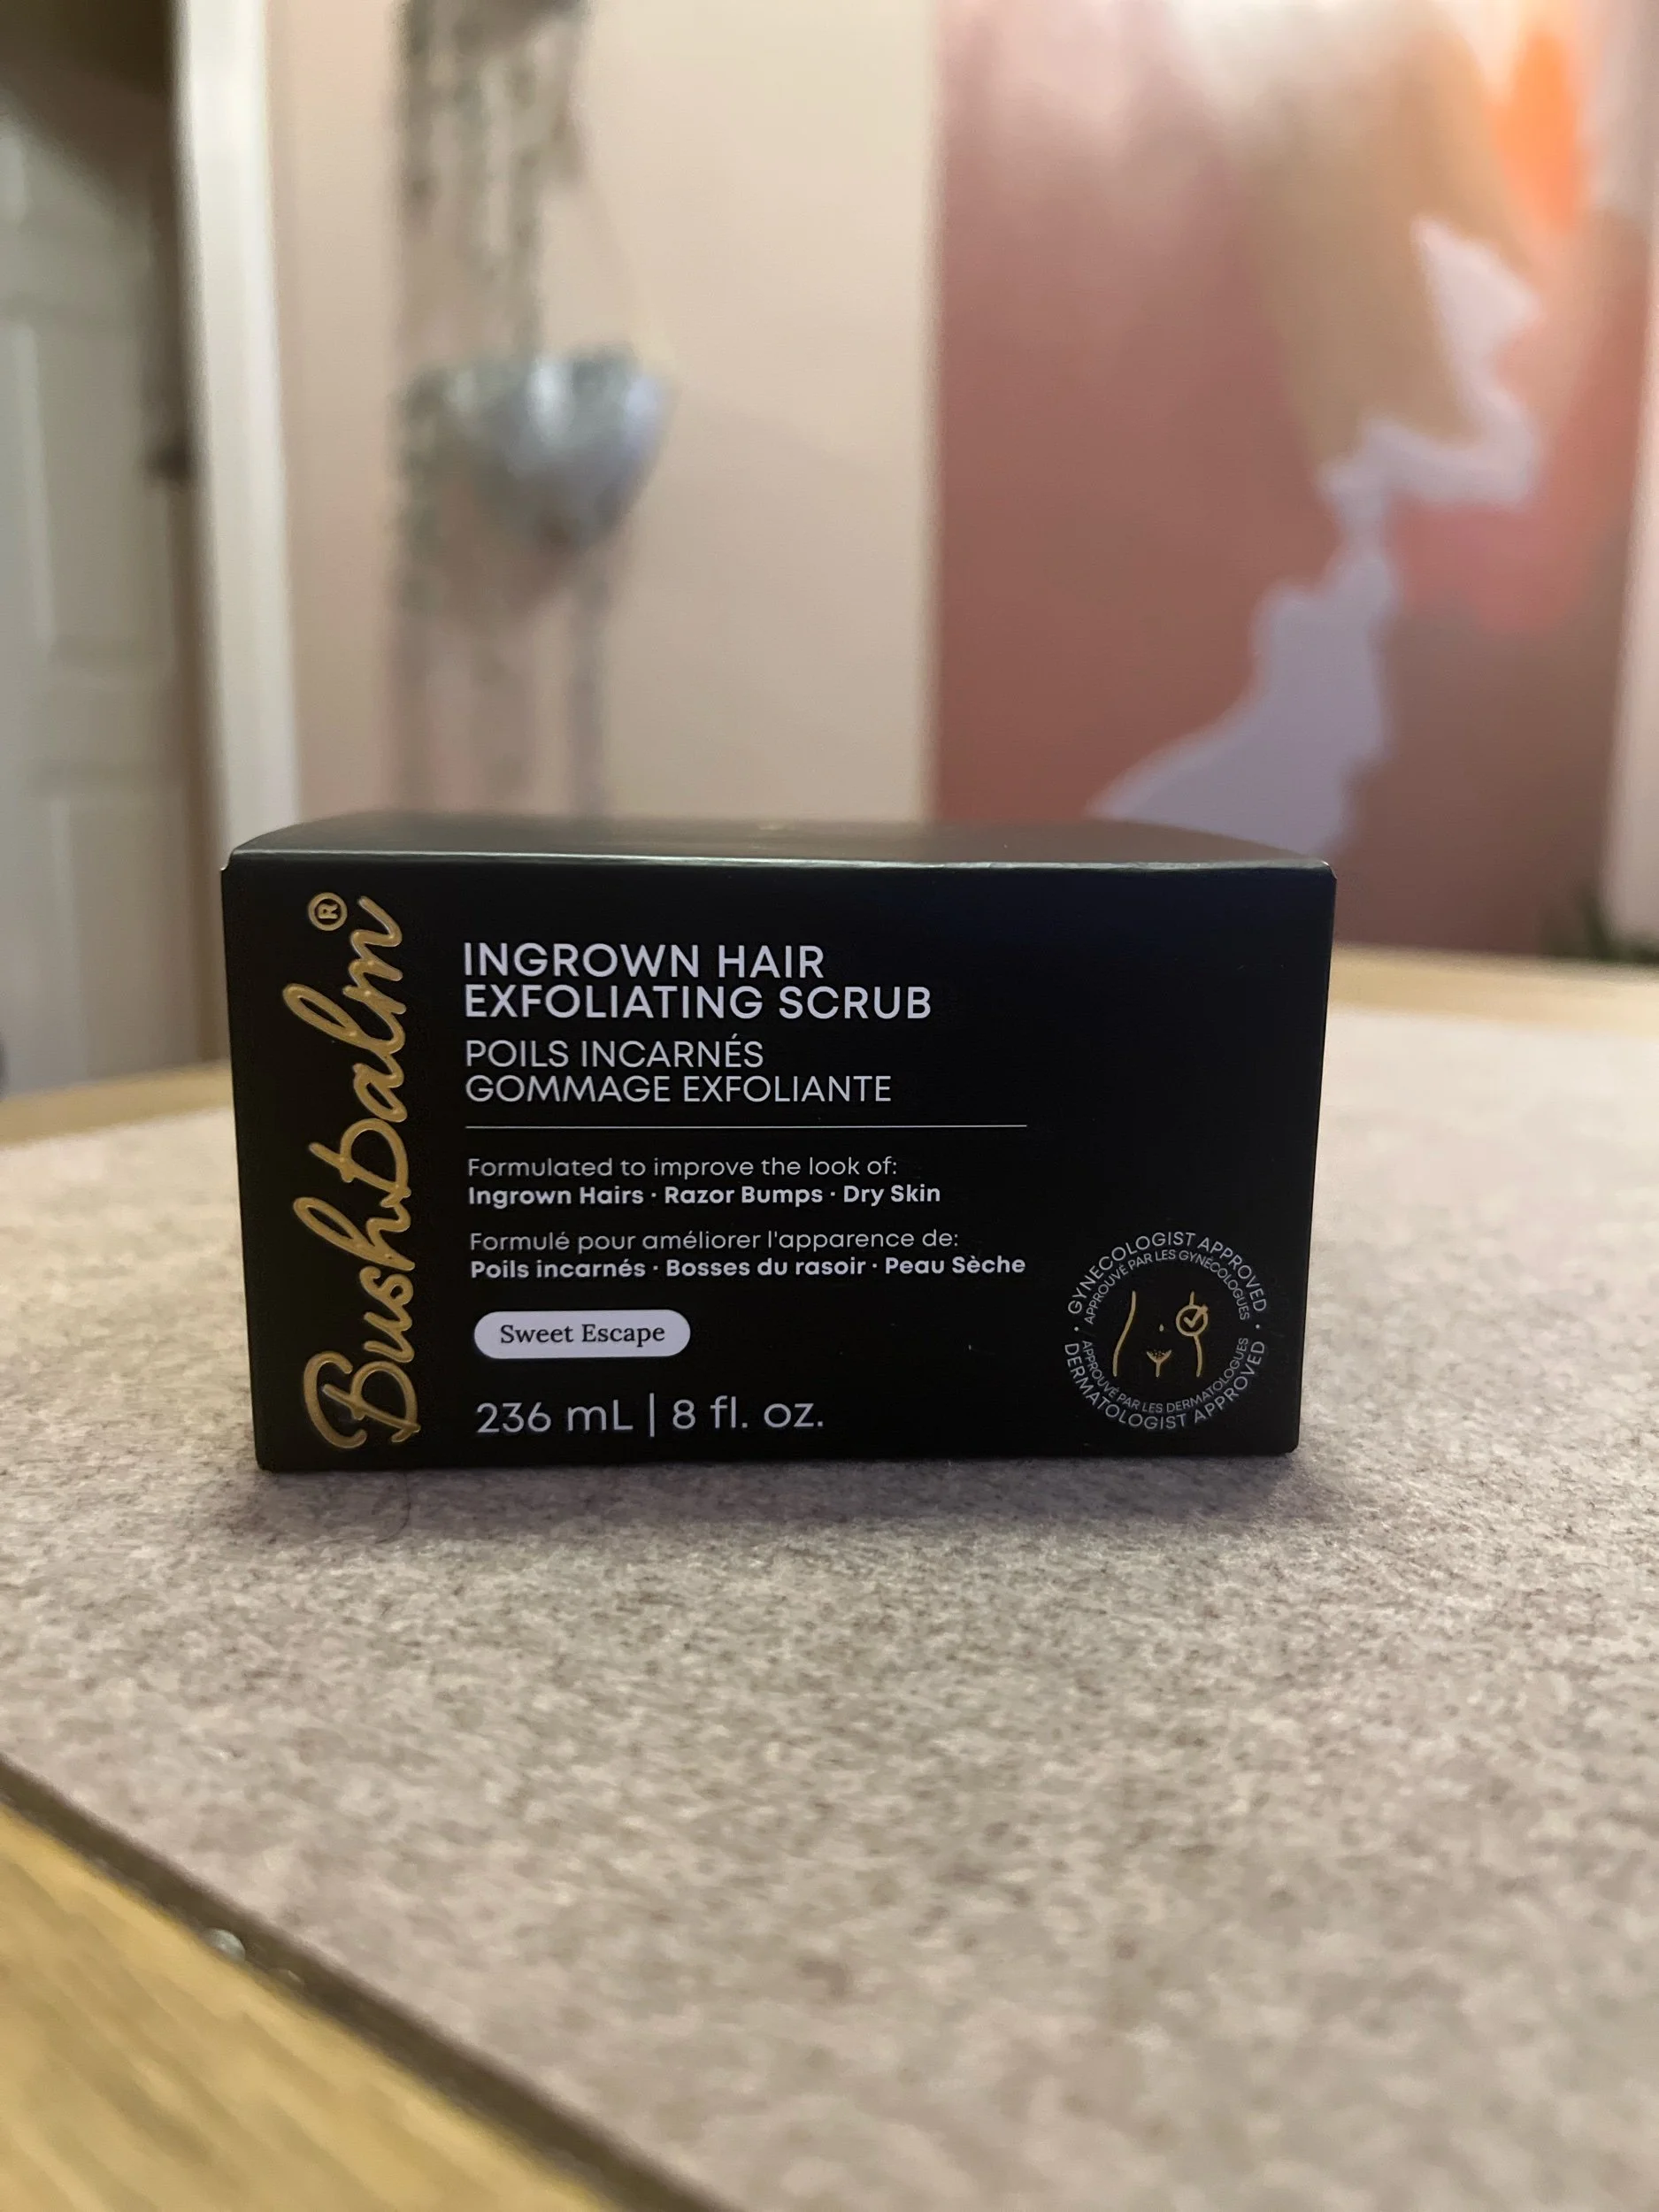 Bushbalm®
INGROWN HAIR
EXFOLIATING SCRUB
POILS INCARNÉS
GOMMAGE EXFOLIANTE
Formulated to improve the look of:
Ingrown Hairs · Razor Bumps · Dry Skin
Formulé pour améliorer l'apparence de:
Poils incarnés · Bosses du rasoir · Peau Sèche
Sweet Escape
236 mL | 8 fl. oz.
• GYNECOLOGIST APPROVED •
APPROUVÉ PAR LES GYNÉCOLOGUES
APPROUVÉ PAR LES DERMATOLOGUES
DERMATOLOGIST APPROVED